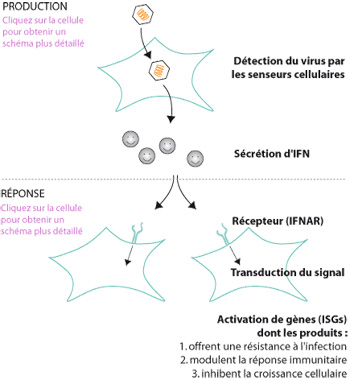 PRODUCTION
Cliquez sur la cellule
pour obtenir un
schéma plus détaillé
Détection du virus par
les senseurs cellulaires
Sécrétion d'IFN
RÉPONSE
Cliquez sur la cellule
pour obtenir un
schéma plus détaillé
Récepteur (IFNAR)
Transduction du signal
Activation de gènes (ISGs)
dont les produits :
1. offrent une résistance à l'infection
2. modulent la réponse immunitaire
3. inhibent la croissance cellulaire